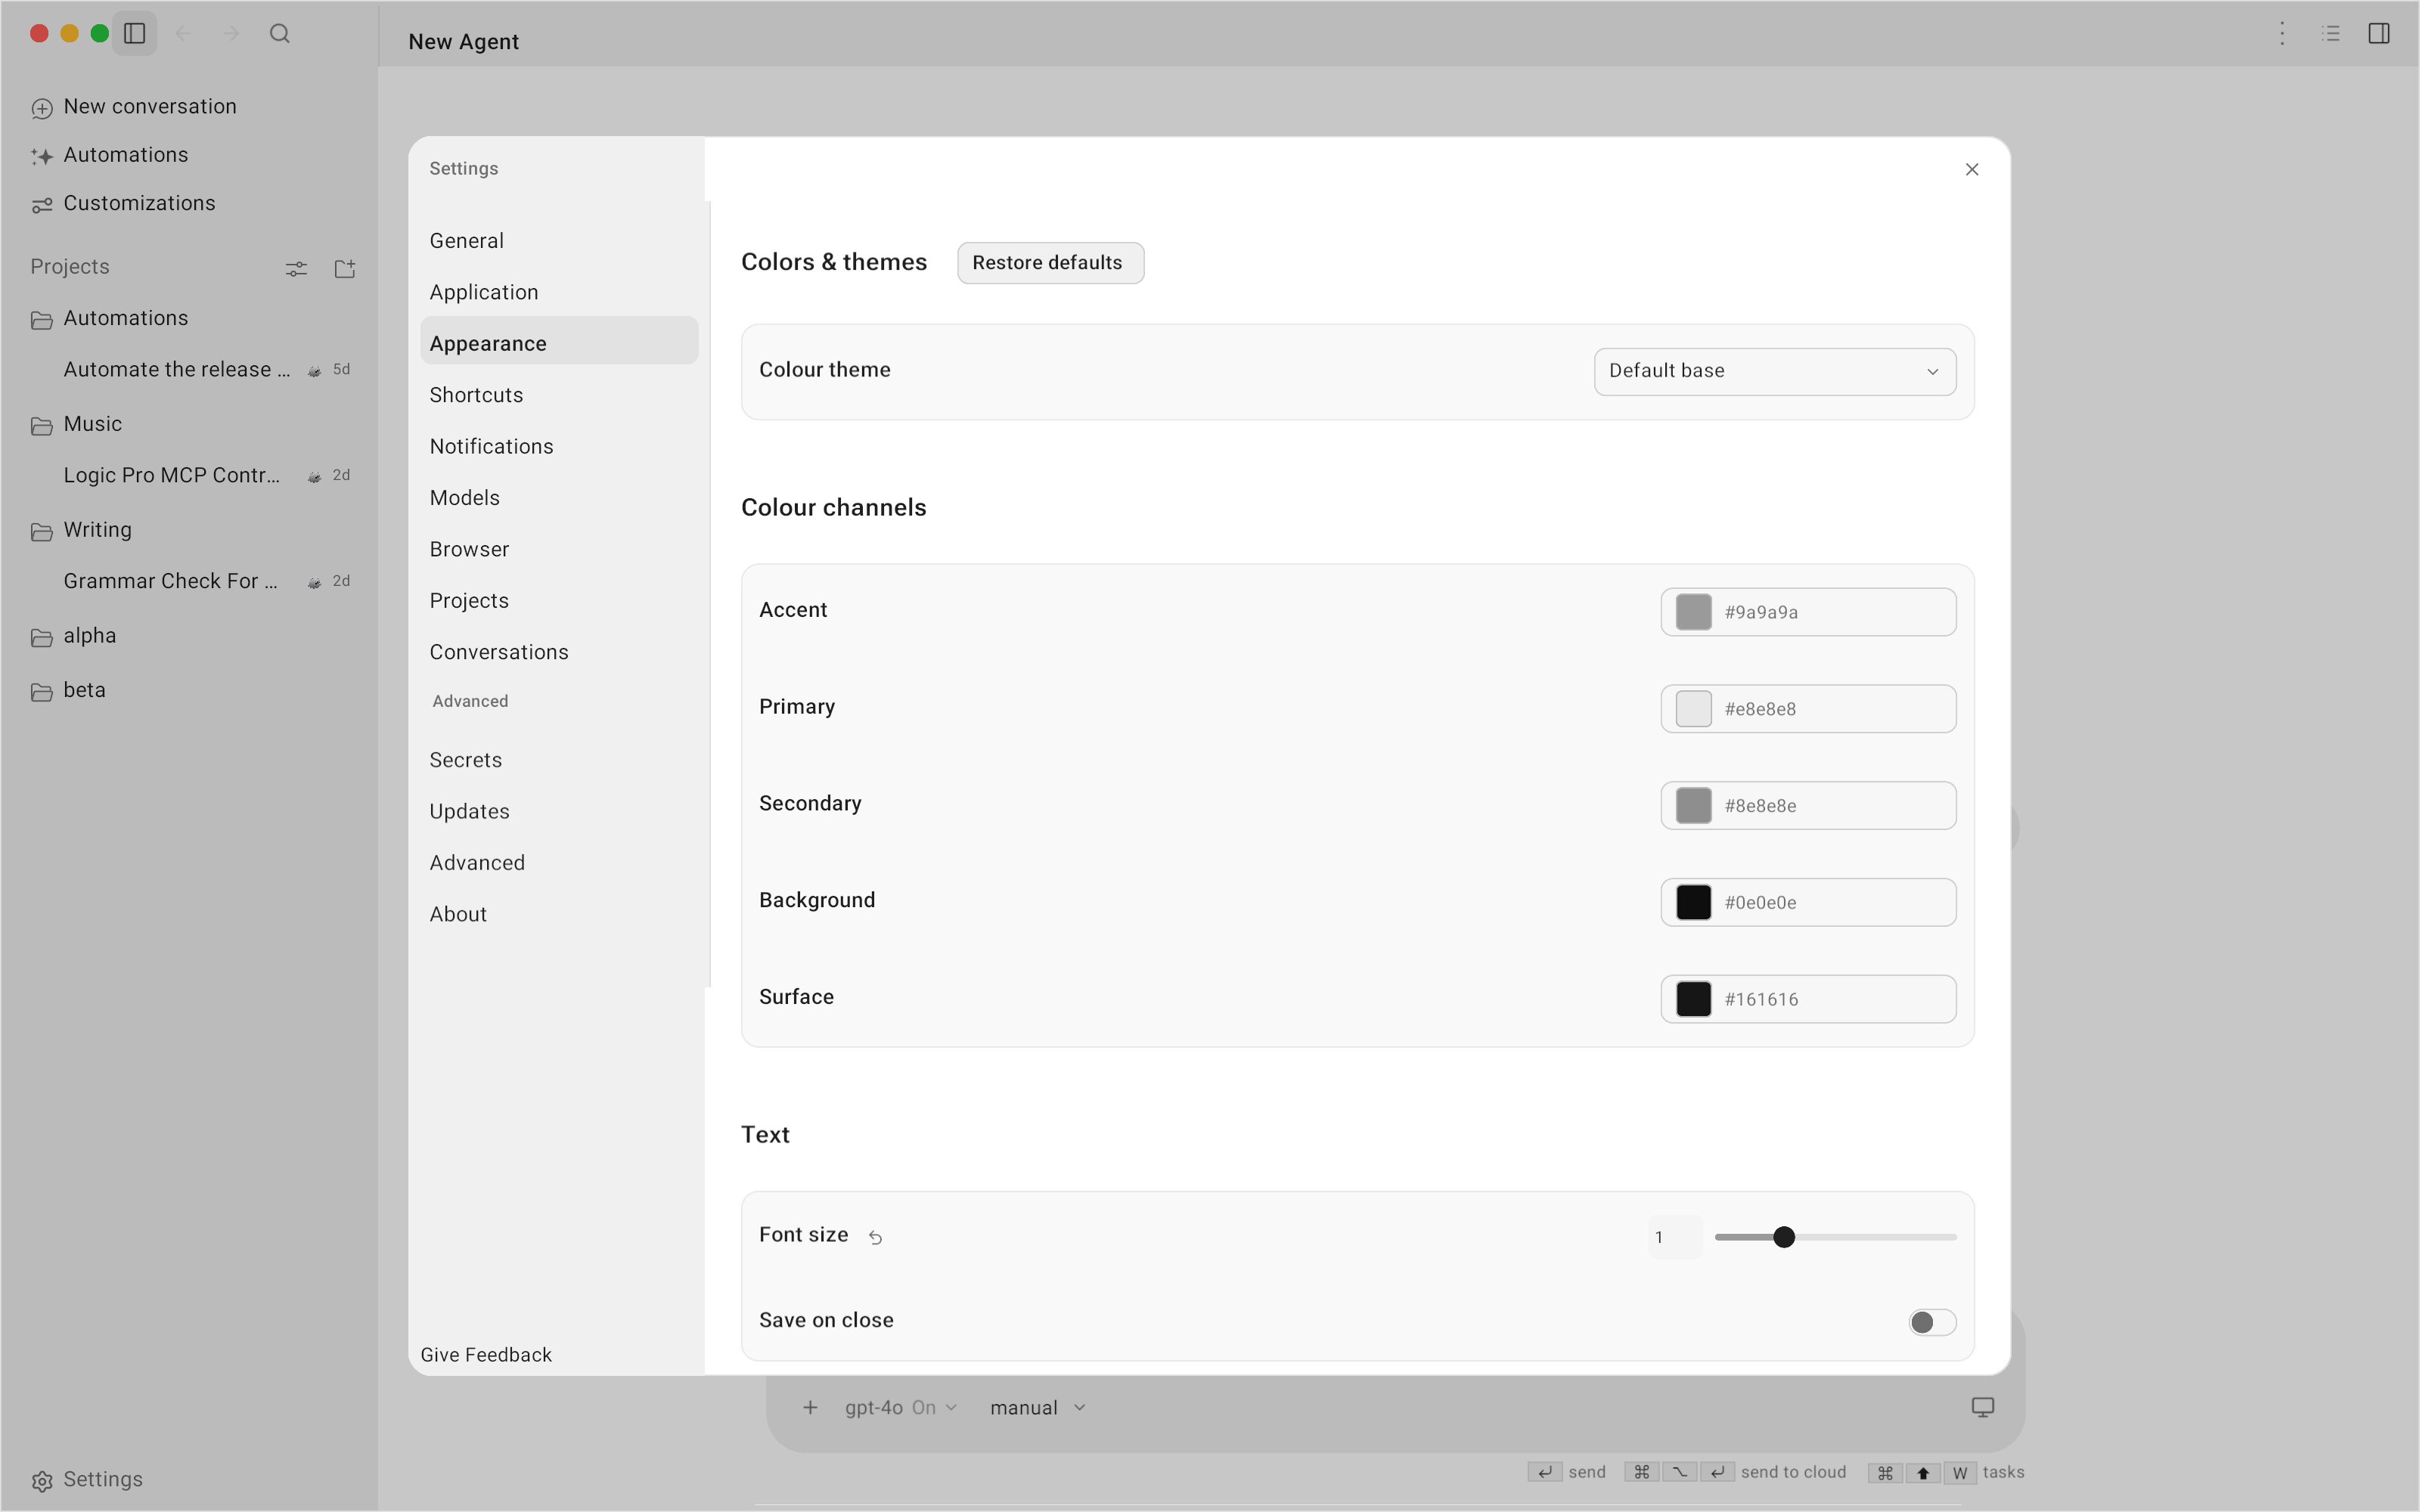 New Agent
New conversation
Automations
Customizations
Projects
Automations
Automate the release ... 5d
Music
Logic Pro MCP Contr... 2d
Writing
Grammar Check For ... 2d
alpha
beta
Settings
Settings
General
Application
Appearance
Shortcuts
Notifications
Models
Browser
Projects
Conversations
Advanced
Secrets
Updates
Advanced
About
Give Feedback
Colors & themes Restore defaults
Colour theme Default base
Colour channels
Accent #9a9a9a
Primary #e8e8e8
Secondary #8e8e8e
Background #0e0e0e
Surface #161616
Text
Font size 1
Save on close
gpt-4o On manual
send ⌘ ⌥ send to cloud ⌘ W tasks